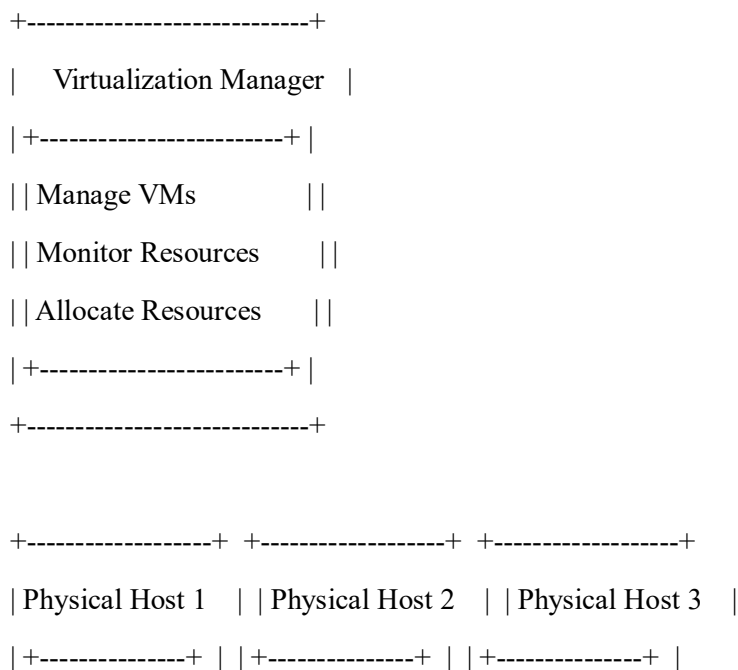 +-----------------------------+
|     Virtualization Manager   |
| +-------------------------+ |
| | Manage VMs              | |
| | Monitor Resources       | |
| | Allocate Resources      | |
| +-------------------------+ |
+-----------------------------+
+-------------------+  +-------------------+  +-------------------+
| Physical Host 1    | | Physical Host 2    | | Physical Host 3    |
| +---------------+  | | +---------------+  | | +---------------+  |